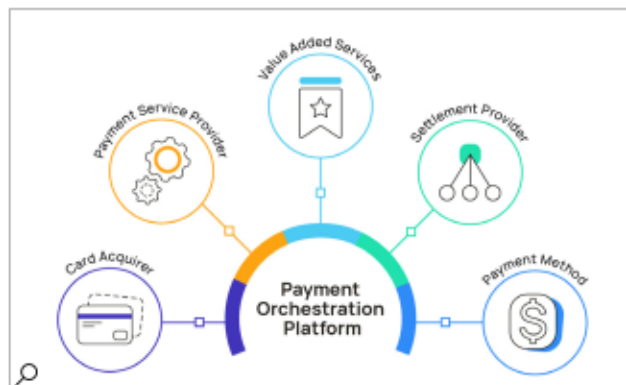 Value Added Services
Payment Service Provider
Settlement Provider
Card Acquirer
Payment Method
Payment
Orchestration
Platform